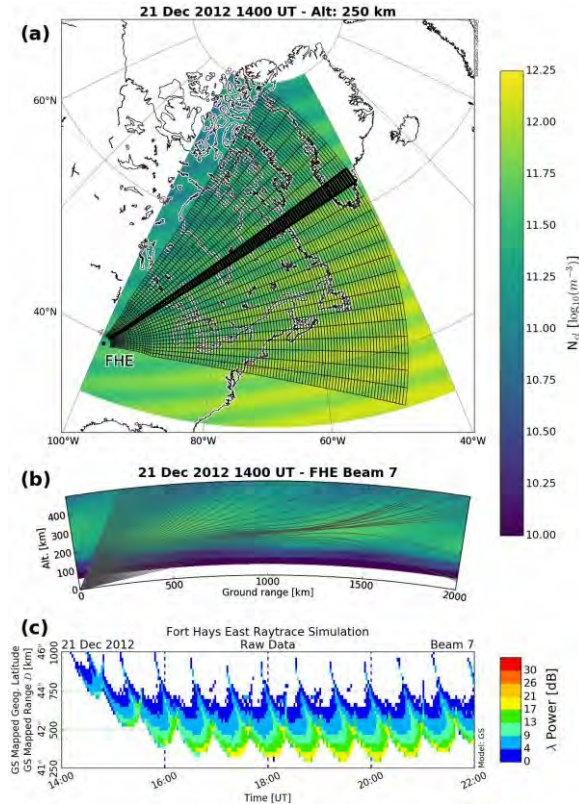 21 Dec 2012 1400 UT - Alt: 250 km
(a)
60°N
40°N
FHE
100°W
80°W
60°W
40°W
12.25
12.00
11.75
11.50
11.25
11.00
10.75
10.50
10.25
10.00
N_el [log10(m^-3)]
21 Dec 2012 1400 UT - FHE Beam 7
(b)
Alt. [km]
400
300
200
100
0
0
500
1000
1500
2000
Ground range [km]
(c)
Fort Hays East Raytrace Simulation
21 Dec 2012
Raw Data
Beam 7
GS Mapped Geog. Latitude
GS Mapped Range D [km]
46°
44°
42°
41°
1000
750
500
250
14:00
16:00
18:00
20:00
22:00
Time [UT]
Model: GS
30
26
21
17
13
9
4
0
λ Power [dB]